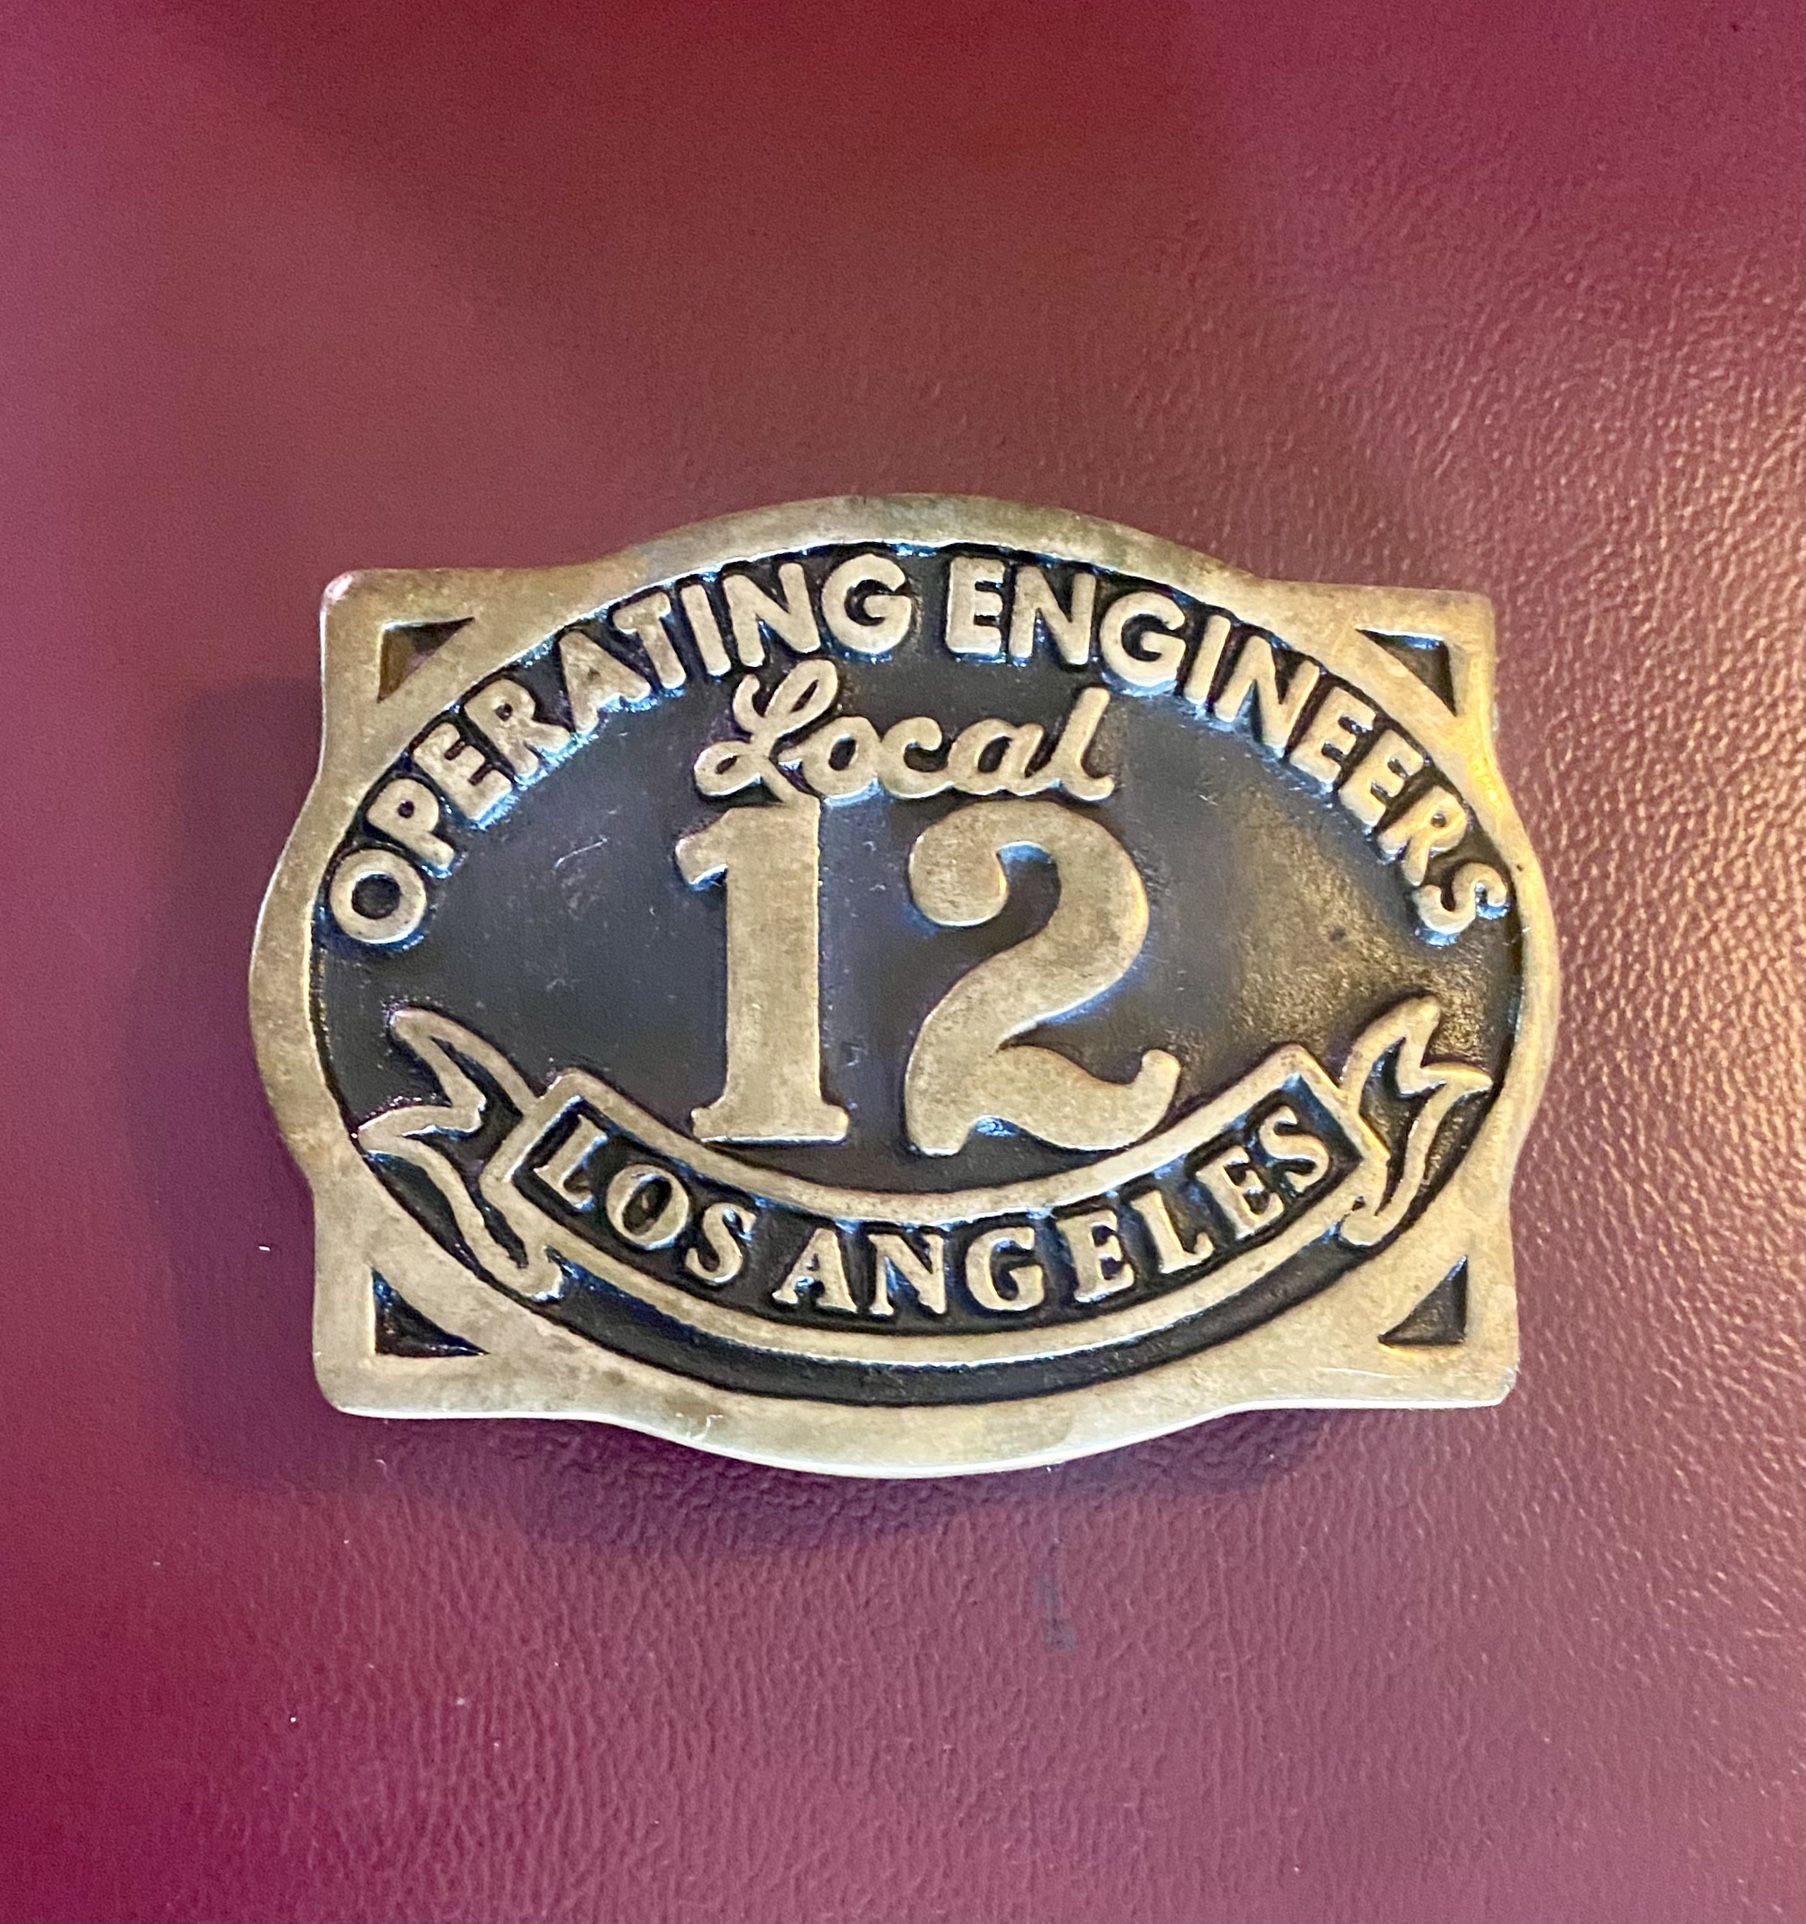 OPERATING ENGINEERS
Local
12
LOS ANGELES